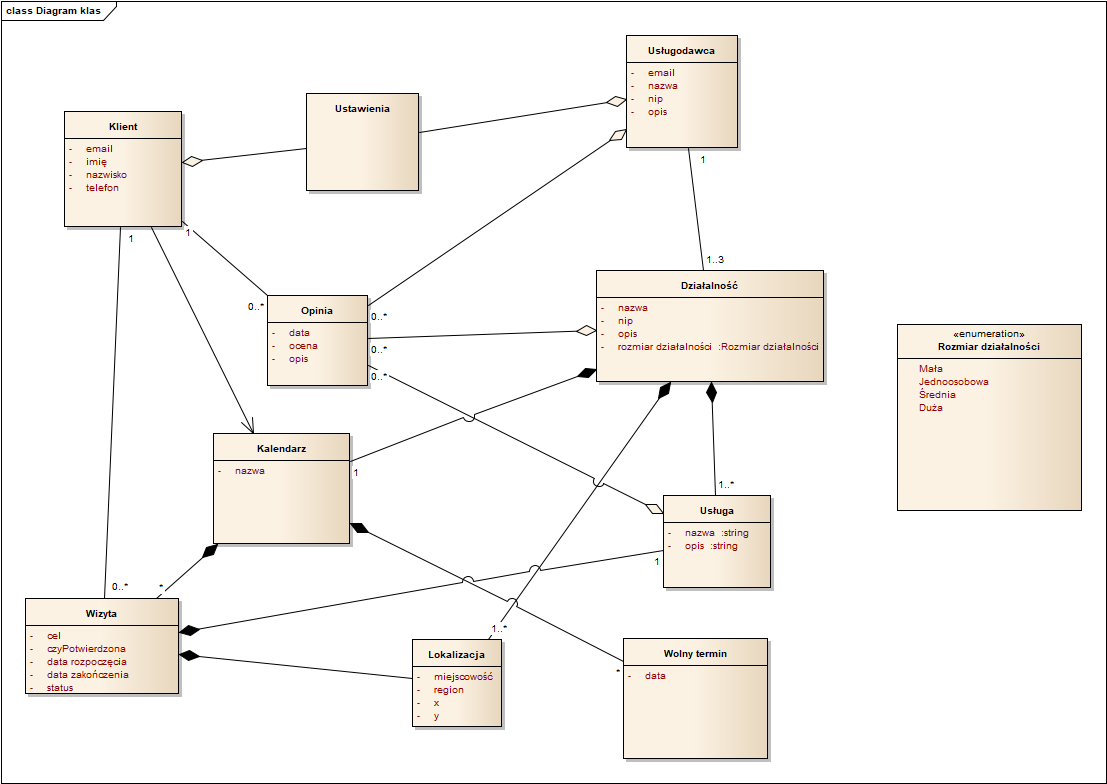 class Diagram klas
Usługodawca
- email
- nazwa
- nip
- opis
1
Ustawienia
Klient
- email
- imię
- nazwisko
- telefon
1
1
0..*
Opinia
- data
- ocena
- opis
0..*
0..*
0..*
1..3
Działalność
- nazwa
- nip
- opis
- rozmiar działalności :Rozmiar działalności
«enumeration»
Rozmiar działalności
Mała
Jednoosobowa
Średnia
Duża
Kalendarz
- nazwa
1
1..*
Usługa
- nazwa :string
- opis :string
1
0..*
*
Wizyta
- cel
- czyPotwierdzona
- data rozpoczęcia
- data zakończenia
- status
1..*
Lokalizacja
- miejscowość
- region
- x
- y
*
Wolny termin
- data